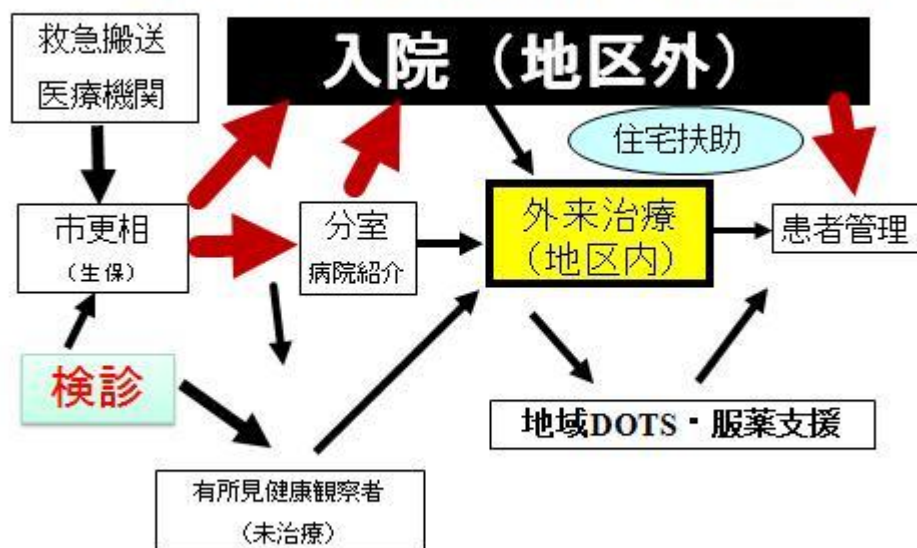 救急搬送
医療機関
入院（地区外）
住宅扶助
市更相
（生保）
分室
病院紹介
外来治療
（地区内）
患者管理
検診
地域DOTS・服薬支援
有所見健康観察者
（未治療）